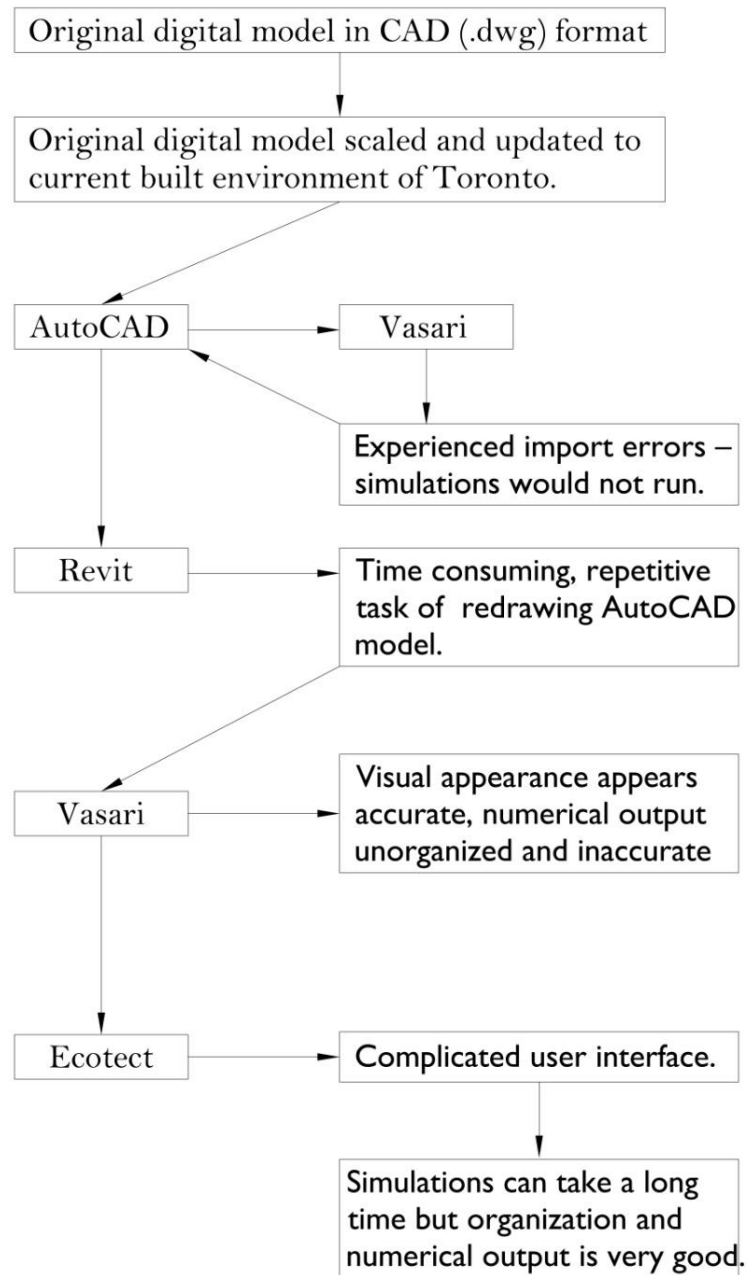 Original digital model in CAD (.dwg) format
Original digital model scaled and updated to
current built environment of Toronto.
AutoCAD
Vasari
Experienced import errors –
simulations would not run.
Revit
Time consuming, repetitive
task of  redrawing AutoCAD
model.
Vasari
Visual appearance appears
accurate, numerical output
unorganized and inaccurate
Ecotect
Complicated user interface.
Simulations can take a long
time but organization and
numerical output is very good.